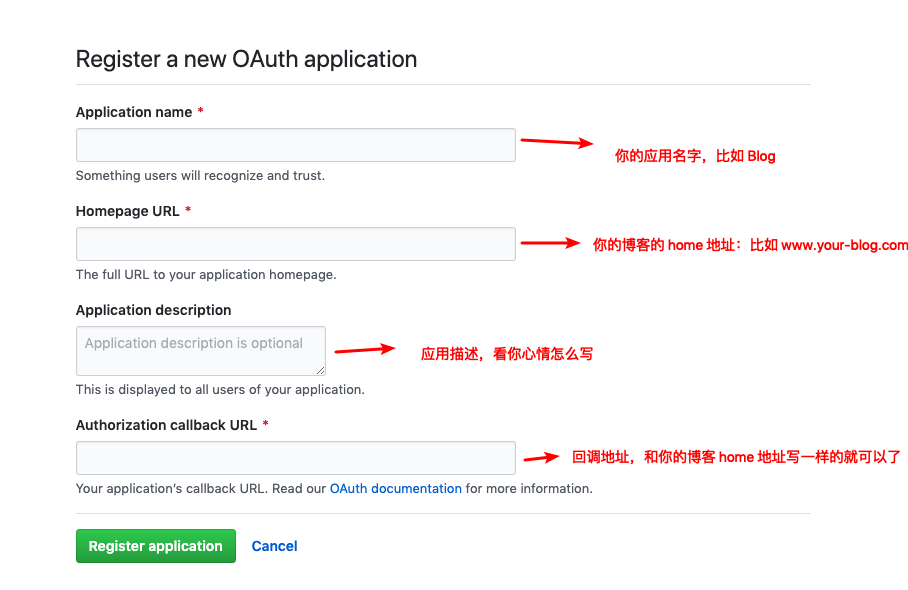 Register a new OAuth application
Application name *
你的应用名字，比如 Blog
Something users will recognize and trust.
Homepage URL *
你的博客的 home 地址：比如 www.your-blog.com
The full URL to your application homepage.
Application description
Application description is optional
应用描述，看你心情怎么写
This is displayed to all users of your application.
Authorization callback URL *
回调地址，和你的博客 home 地址写一样的就可以了
Your application’s callback URL. Read our OAuth documentation for more information.
Register application
Cancel